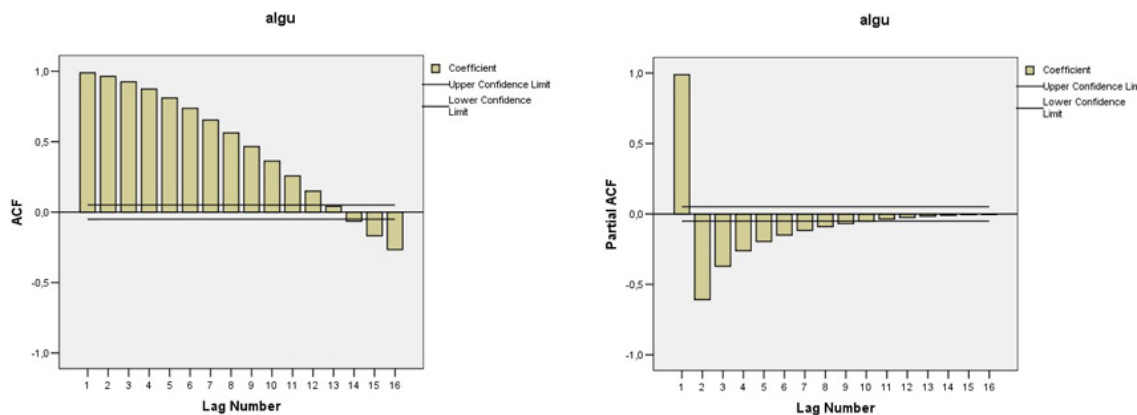 algu
1,0
0,5
0,0
-0,5
-1,0
ACF
1 2 3 4 5 6 7 8 9 10 11 12 13 14 15 16
Lag Number
Coefficient
Upper Confidence Limit
Lower Confidence
Limit
algu
1,0
0,5
0,0
-0,5
-1,0
Partial ACF
1 2 3 4 5 6 7 8 9 10 11 12 13 14 15 16
Lag Number
Coefficient
Upper Confidence Lim
Lower Confidence
Limit